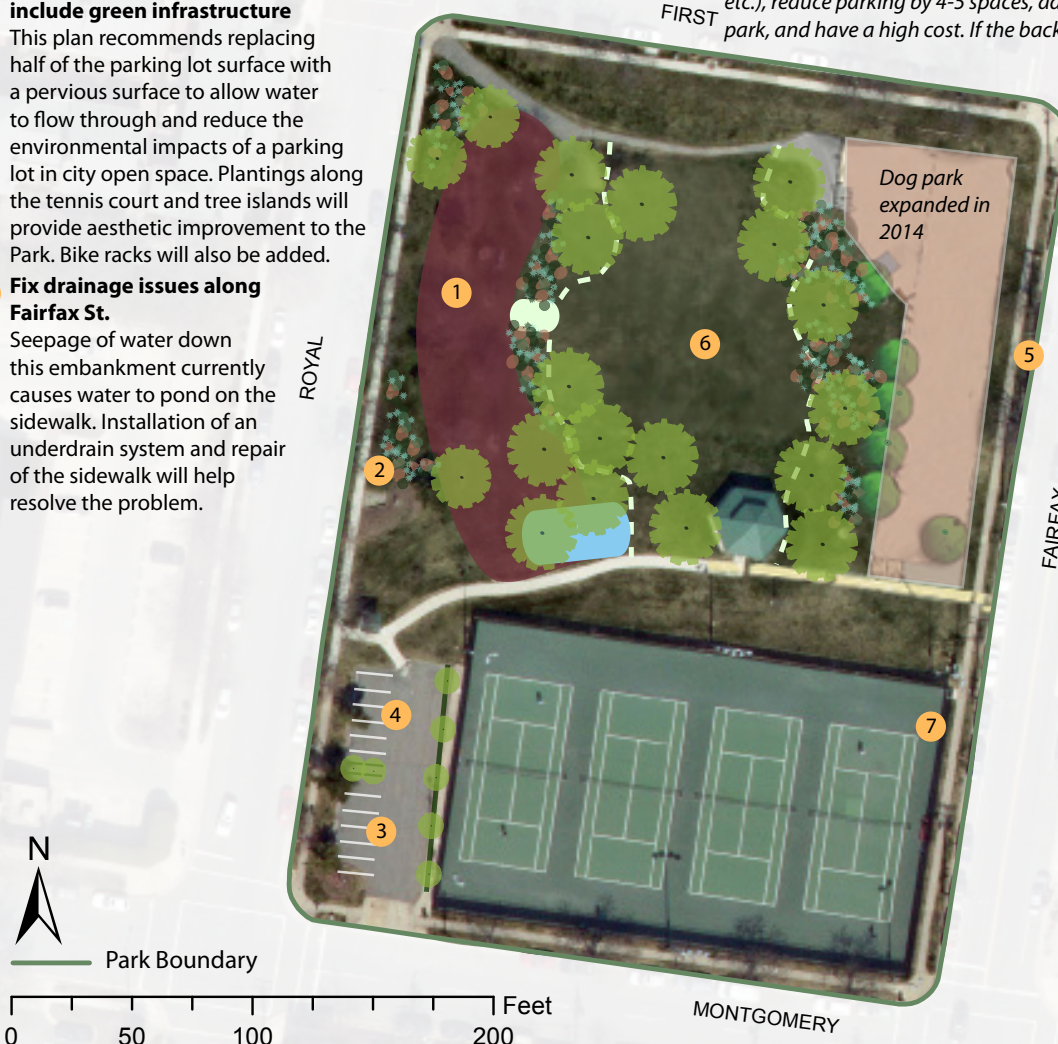 include green infrastructure
This plan recommends replacing
half of the parking lot surface with
a pervious surface to allow water
to flow through and reduce the
environmental impacts of a parking
lot in city open space. Plantings along
the tennis court and tree islands will
provide aesthetic improvement to the
Park. Bike racks will also be added.
Fix drainage issues along
Fairfax St.
Seepage of water down
this embankment currently
causes water to pond on the
sidewalk. Installation of an
underdrain system and repair
of the sidewalk will help
resolve the problem.
etc.), reduce parking by 4-5 spaces,
park, and have a high cost. If the back
FIRST
Dog park
expanded in
2014
1
6
5
ROYAL
2
FAIRFAX
4
7
3
N
Park Boundary
Feet
0 50 100 200
MONTGOMERY